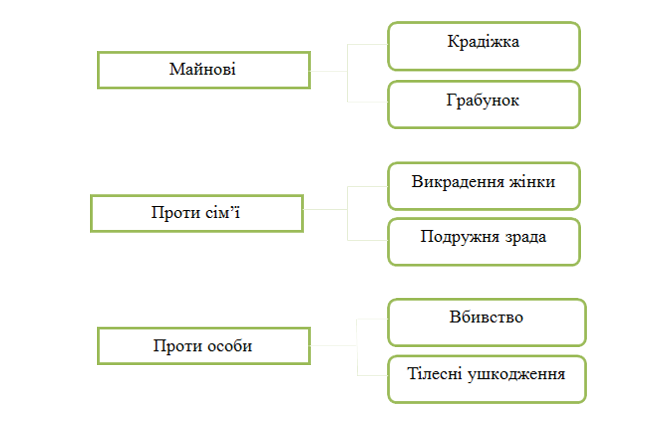 Майнові
Крадіжка
Грабунок
Проти сім’ї
Викрадення жінки
Подружня зрада
Проти особи
Вбивство
Тілесні ушкодження